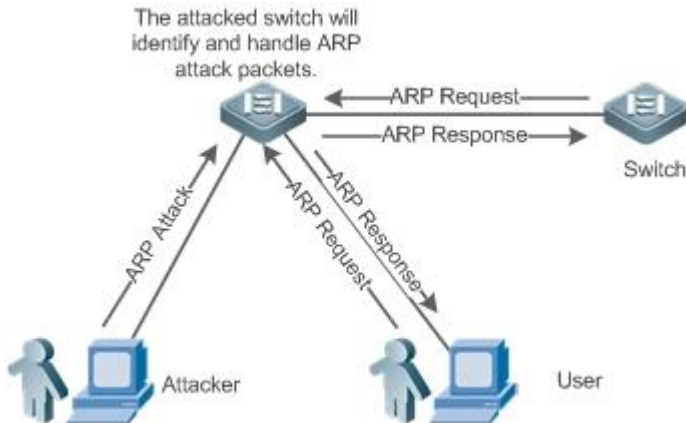 The attacked switch will
identify and handle ARP
attack packets.
ARP Request
ARP Response
Switch
ARP Attack
ARP Request
ARP Response
Attacker
User